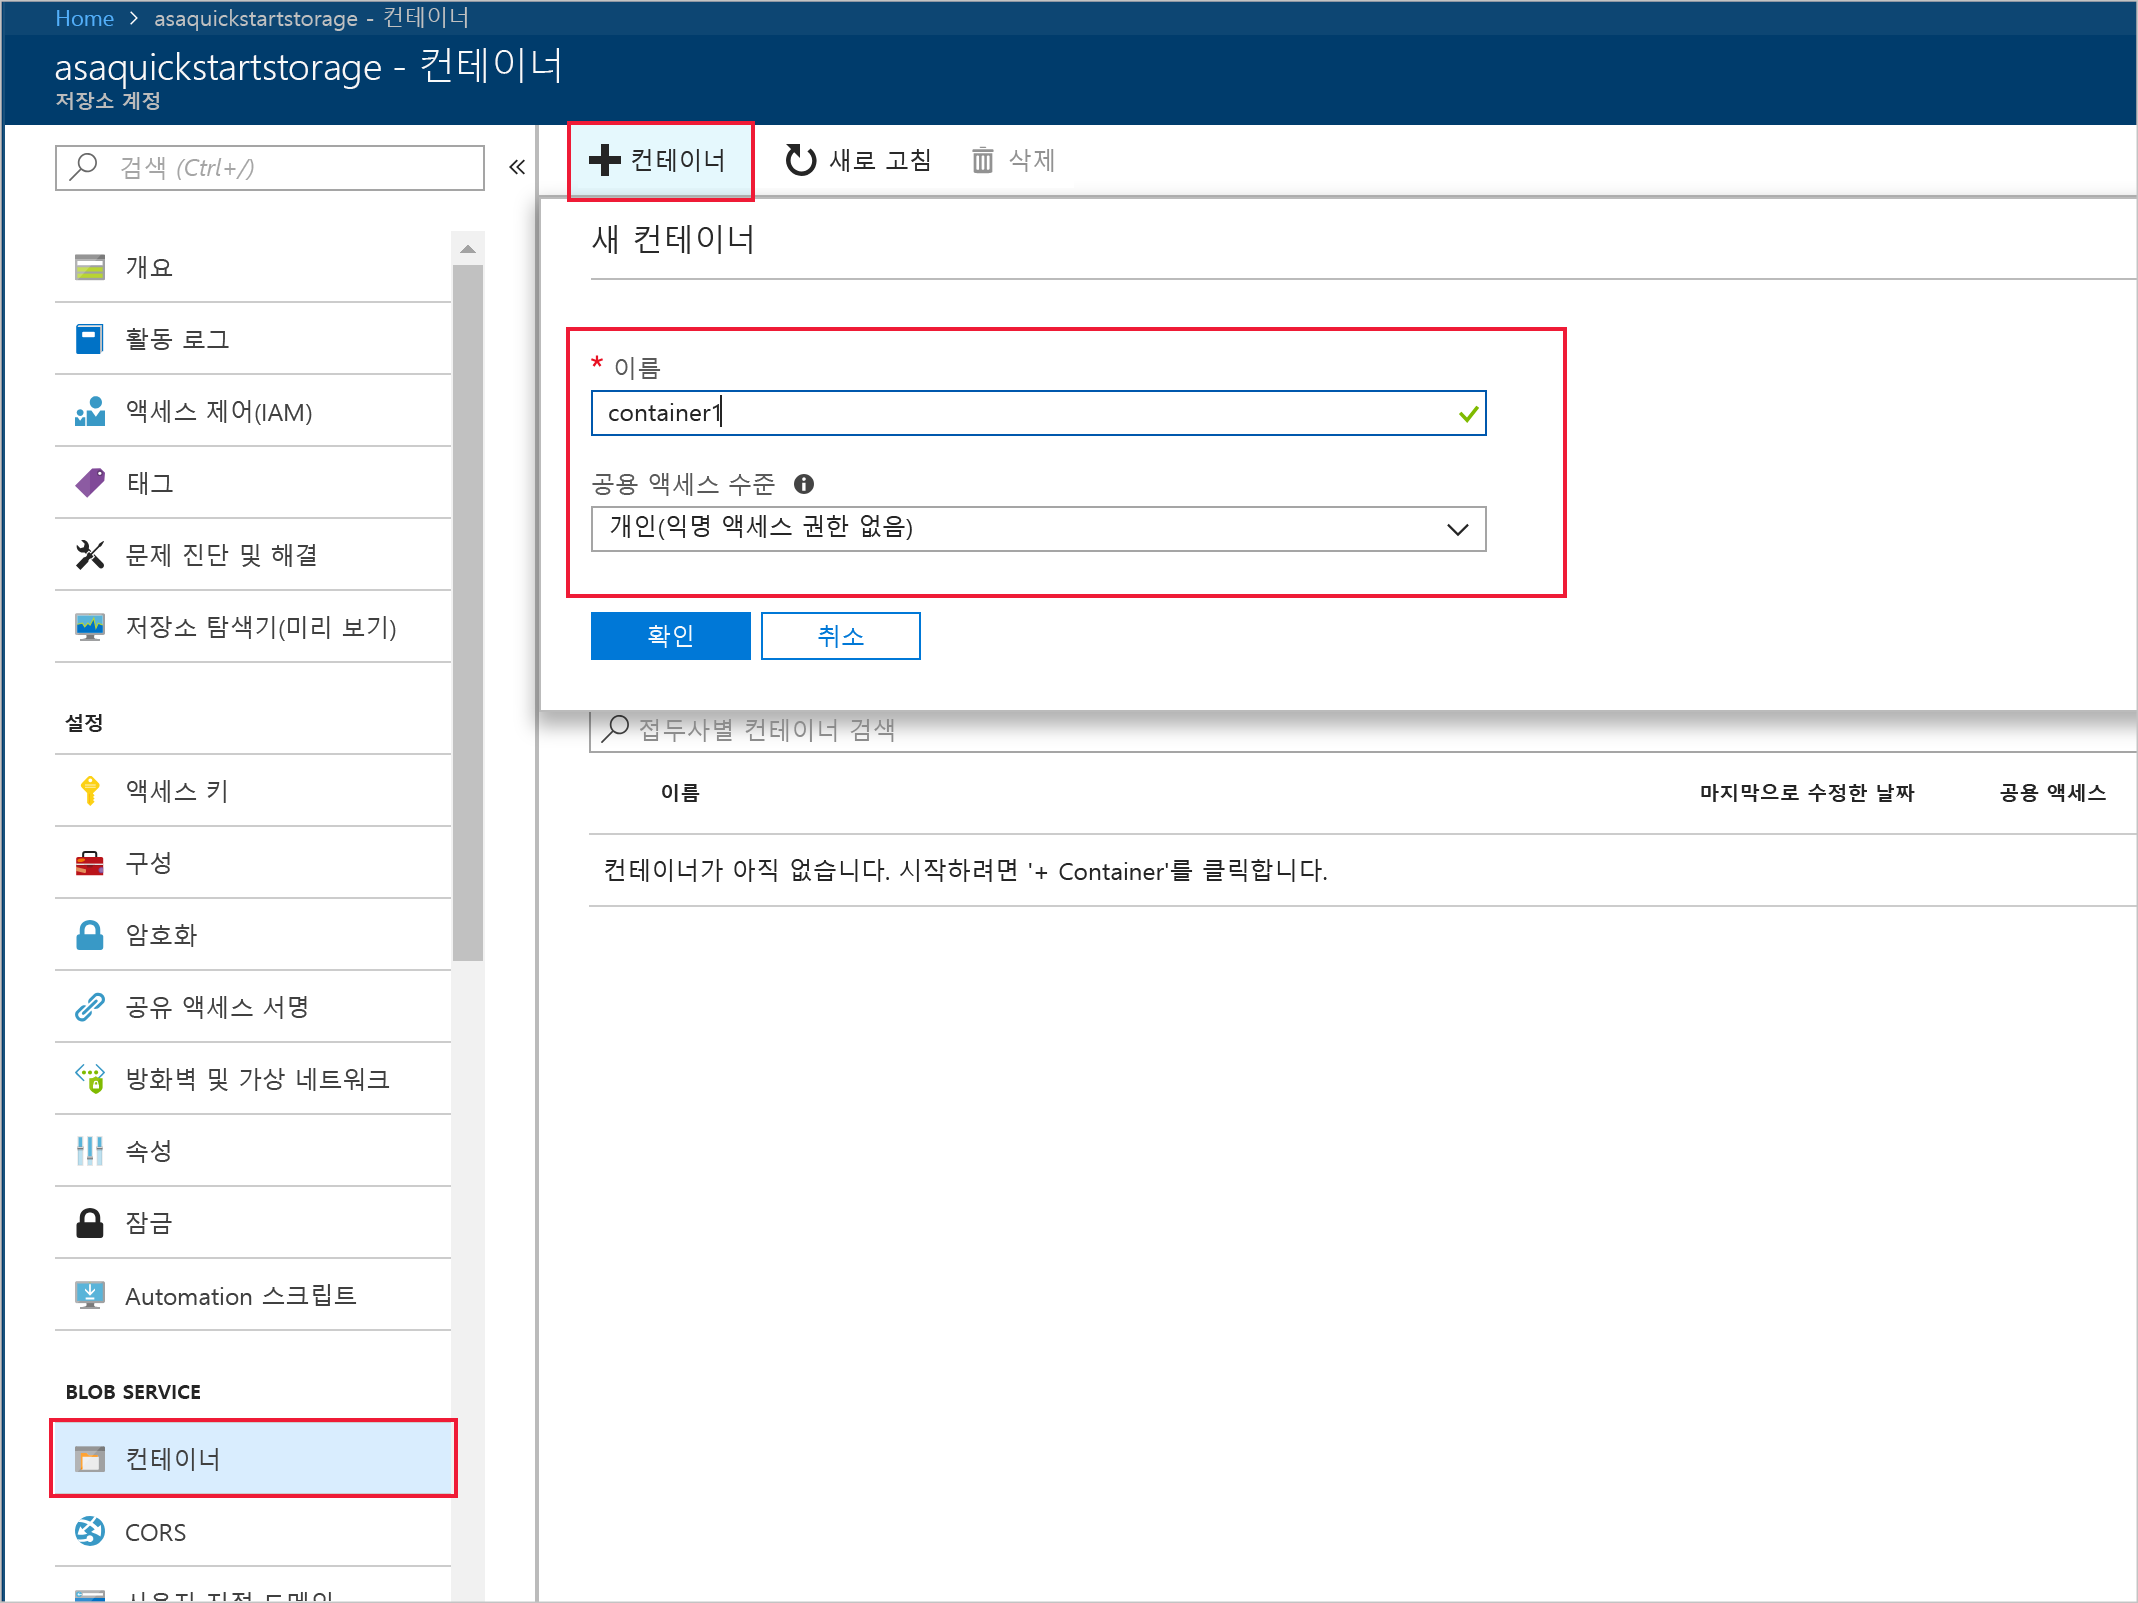 Home > asaquickstartstorage - 컨테이너
asaquickstartstorage - 컨테이너
저장소 계정
검색 (Ctrl+/)
개요
활동 로그
액세스 제어(IAM)
태그
문제 진단 및 해결
저장소 탐색기(미리 보기)
설정
액세스 키
구성
암호화
공유 액세스 서명
방화벽 및 가상 네트워크
속성
잠금
Automation 스크립트
BLOB SERVICE
컨테이너
CORS
사용자 지정 도메인
컨테이너 새로 고침 삭제
새 컨테이너
* 이름
container1
공용 액세스 수준
개인(익명 액세스 권한 없음)
확인 취소
접두사별 컨테이너 검색
이름 마지막으로 수정한 날짜 공용 액세스
컨테이너가 아직 없습니다. 시작하려면 '+ Container'를 클릭합니다.